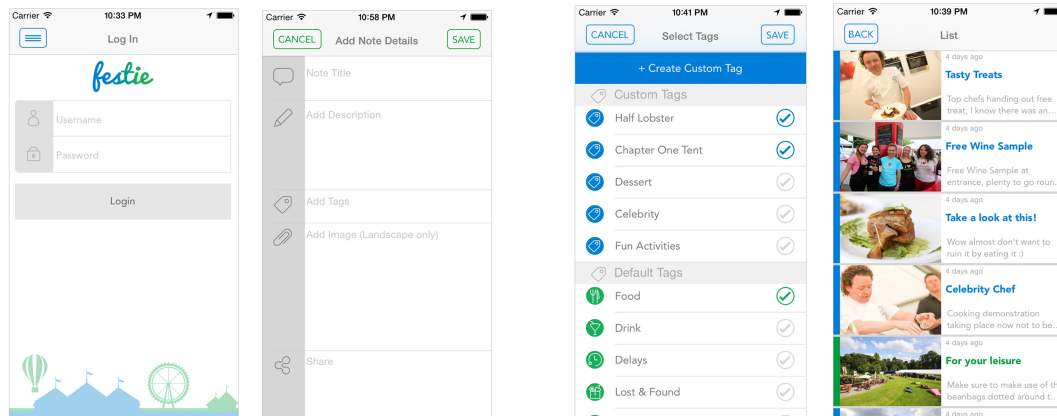 Carrier 10:33 PM
Log In
festie
Username
Password
Login
Carrier 10:58 PM
CANCEL Add Note Details SAVE
Note Title
Add Description
Add Tags
Add Image (Landscape only)
Share
Carrier 10:41 PM
CANCEL Select Tags SAVE
+ Create Custom Tag
Custom Tags
Half Lobster
Chapter One Tent
Dessert
Celebrity
Fun Activities
Default Tags
Food
Drink
Delays
Lost & Found
Carrier 10:39 PM
BACK List
4 days ago
Tasty Treats
Top chefs handing out free
treat, I know there was an...
4 days ago
Free Wine Sample
Free Wine Sample at
entrance, plenty to go roun..
4 days ago
Take a look at this!
Wow almost don't want to
ruin it by eating it :)
4 days ago
Celebrity Chef
Cooking demonstration
taking place now not to be..
4 days ago
For your leisure
Make sure to make use of th
beanbags dotted around t...
4 days ago